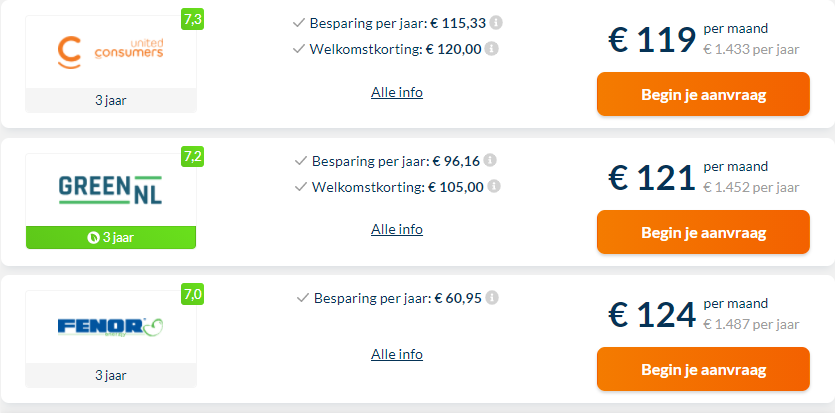 7,3
united
consumers
3 jaar
Besparing per jaar: € 115,33
Welkomstkorting: € 120,00
Alle info
€ 119 per maand
€ 1.433 per jaar
Begin je aanvraag
7,2
GREEN NL
3 jaar
Besparing per jaar: € 96,16
Welkomstkorting: € 105,00
Alle info
€ 121 per maand
€ 1.452 per jaar
Begin je aanvraag
7,0
FENOR
3 jaar
Besparing per jaar: € 60,95
Alle info
€ 124 per maand
€ 1.487 per jaar
Begin je aanvraag